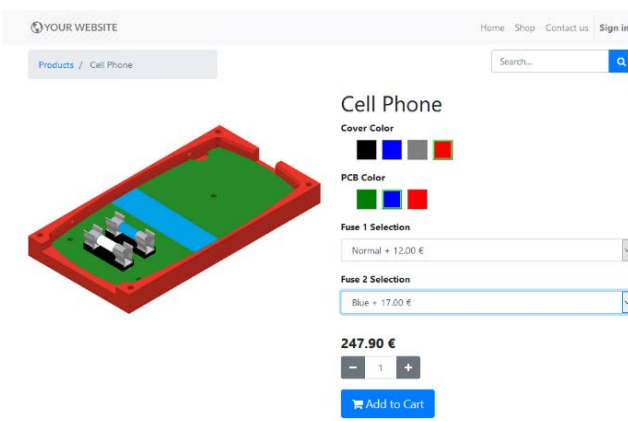 YOUR WEBSITE
Home Shop Contact us Sign in
Products / Cell Phone
Search...
Cell Phone
Cover Color
PCB Color
Fuse 1 Selection
Normal + 12.00 €
Fuse 2 Selection
Blue + 17.00 €
247.90 €
− 1 +
Add to Cart